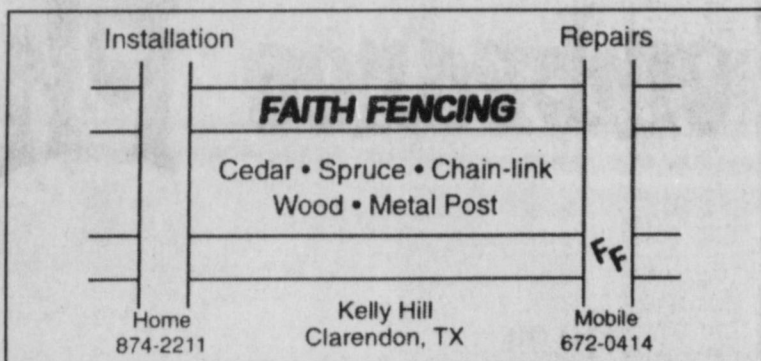 Installation Repairs
FAITH FENCING
Cedar • Spruce • Chain-link
Wood • Metal Post
FF
Home
874-2211
Kelly Hill
Clarendon, TX
Mobile
672-0414